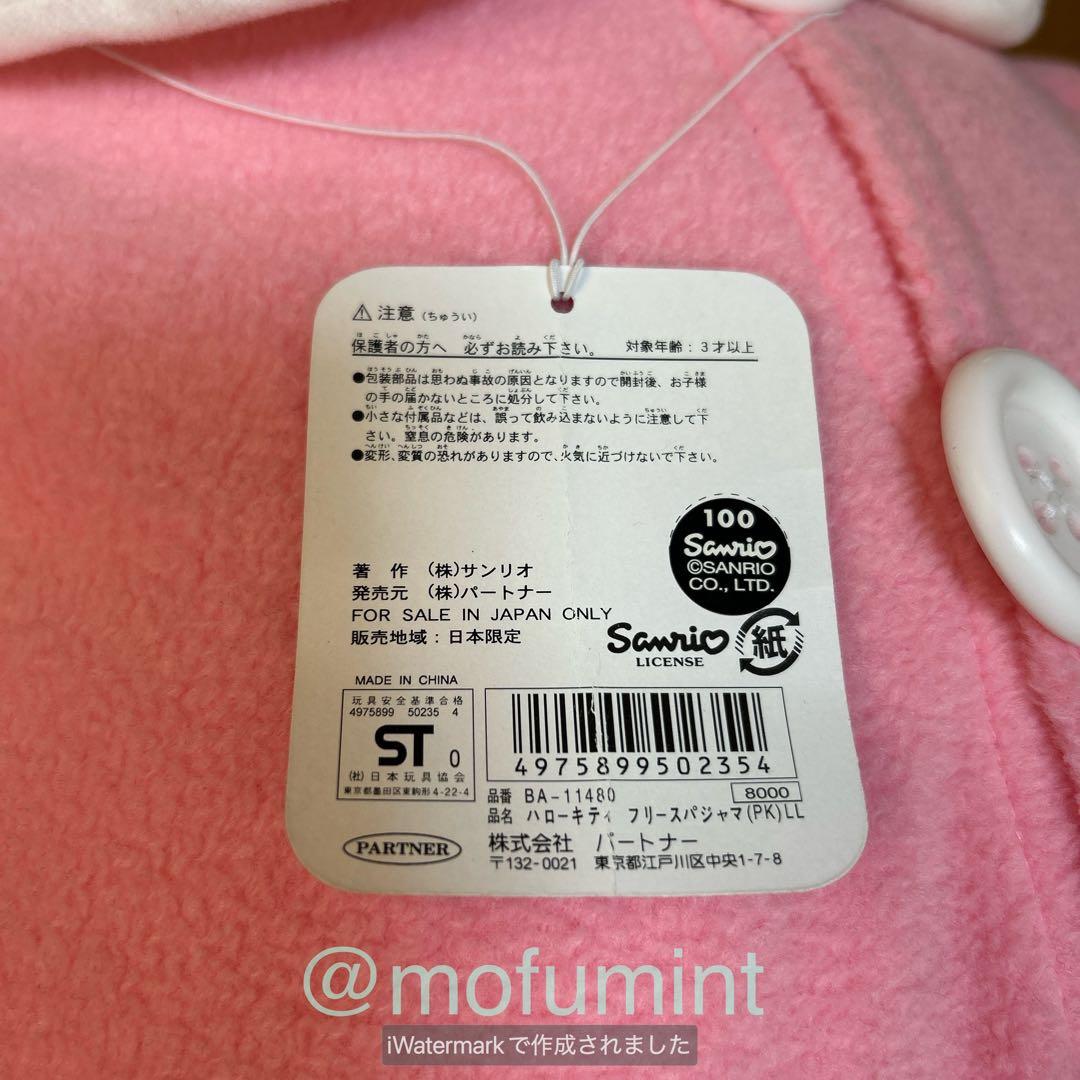 ⚠ 注意 (ちゅうい)
保護者の方へ 必ずお読み下さい。 対象年齢：3才以上
●包装部品は思わぬ事故の原因となりますので開封後、お子様
の手の届かないところに処分して下さい。
●小さな付属品などは、誤って飲み込まないように注意して下
さい。窒息の危険があります。
●変形、変質の恐れがありますので、火気に近づけないで下さい。
100
Sanrio
©SANRIO
CO., LTD.
著 作 (株)サンリオ
発売元 (株)パートナー
FOR SALE IN JAPAN ONLY
販売地域：日本限定
Sanrio
LICENSE
紙
MADE IN CHINA
玩具安全基準合格
4975899 50235 4
ST 0
(社)日本玩具協会
東京都墨田区東駒形4-22-4
4975899502354
品番 BA-11480 8000
品名 ハローキティ フリースパジャマ(PK)LL
PARTNER
株式会社 パートナー
〒132-0021 東京都江戸川区中央1-7-8
@mofumint
iWatermarkで作成されました